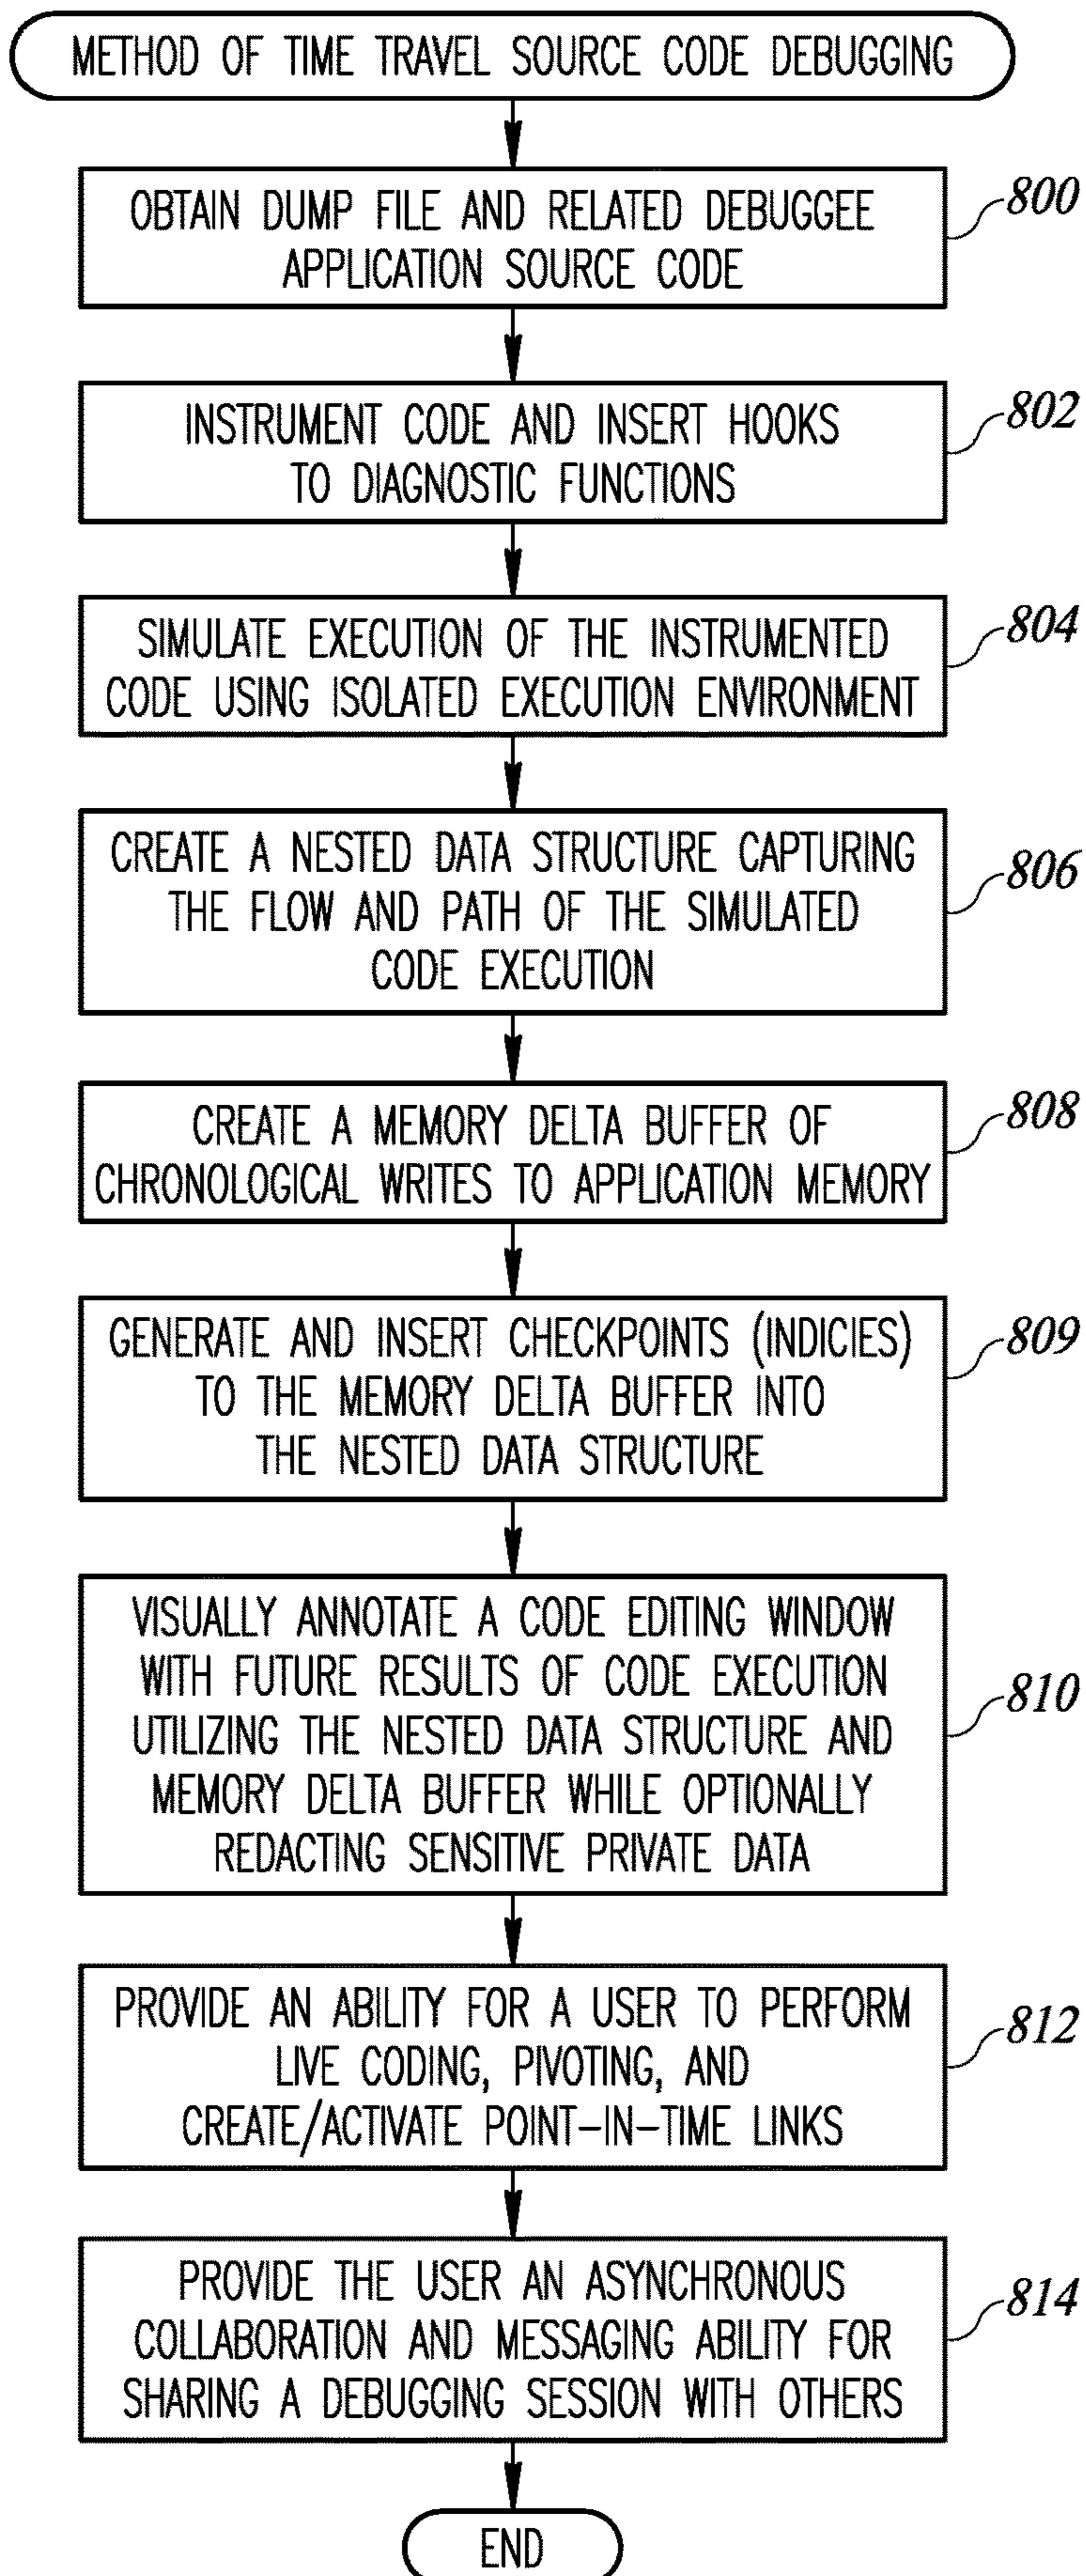 METHOD OF TIME TRAVEL SOURCE CODE DEBUGGING
OBTAIN DUMP FILE AND RELATED DEBUGGEE
APPLICATION SOURCE CODE
800
INSTRUMENT CODE AND INSERT HOOKS
TO DIAGNOSTIC FUNCTIONS
802
SIMULATE EXECUTION OF THE INSTRUMENTED
CODE USING ISOLATED EXECUTION ENVIRONMENT
804
CREATE A NESTED DATA STRUCTURE CAPTURING
THE FLOW AND PATH OF THE SIMULATED
CODE EXECUTION
806
CREATE A MEMORY DELTA BUFFER OF
CHRONOLOGICAL WRITES TO APPLICATION MEMORY
808
GENERATE AND INSERT CHECKPOINTS (INDICIES)
TO THE MEMORY DELTA BUFFER INTO
THE NESTED DATA STRUCTURE
809
VISUALLY ANNOTATE A CODE EDITING WINDOW
WITH FUTURE RESULTS OF CODE EXECUTION
UTILIZING THE NESTED DATA STRUCTURE AND
MEMORY DELTA BUFFER WHILE OPTIONALLY
REDACTING SENSITIVE PRIVATE DATA
810
PROVIDE AN ABILITY FOR A USER TO PERFORM
LIVE CODING, PIVOTING, AND
CREATE/ACTIVATE POINT-IN-TIME LINKS
812
PROVIDE THE USER AN ASYNCHRONOUS
COLLABORATION AND MESSAGING ABILITY FOR
SHARING A DEBUGGING SESSION WITH OTHERS
814
END